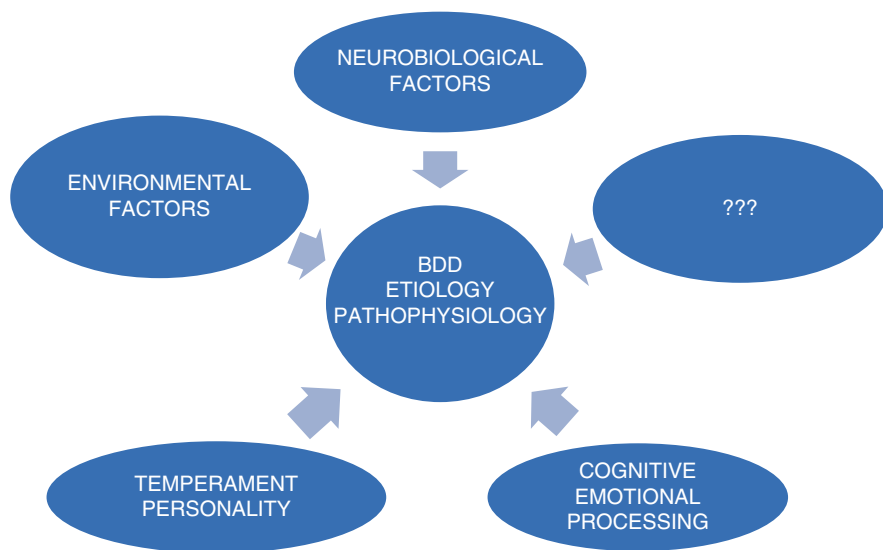 NEUROBIOLOGICAL
FACTORS
ENVIRONMENTAL
FACTORS
???
BDD
ETIOLOGY
PATHOPHYSIOLOGY
TEMPERAMENT
PERSONALITY
COGNITIVE
EMOTIONAL
PROCESSING